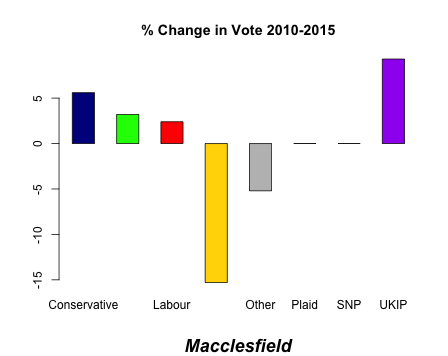 % Change in Vote 2010-2015
5
0
-5
-10
-15
Conservative Labour Other Plaid SNP UKIP
Macclesfield